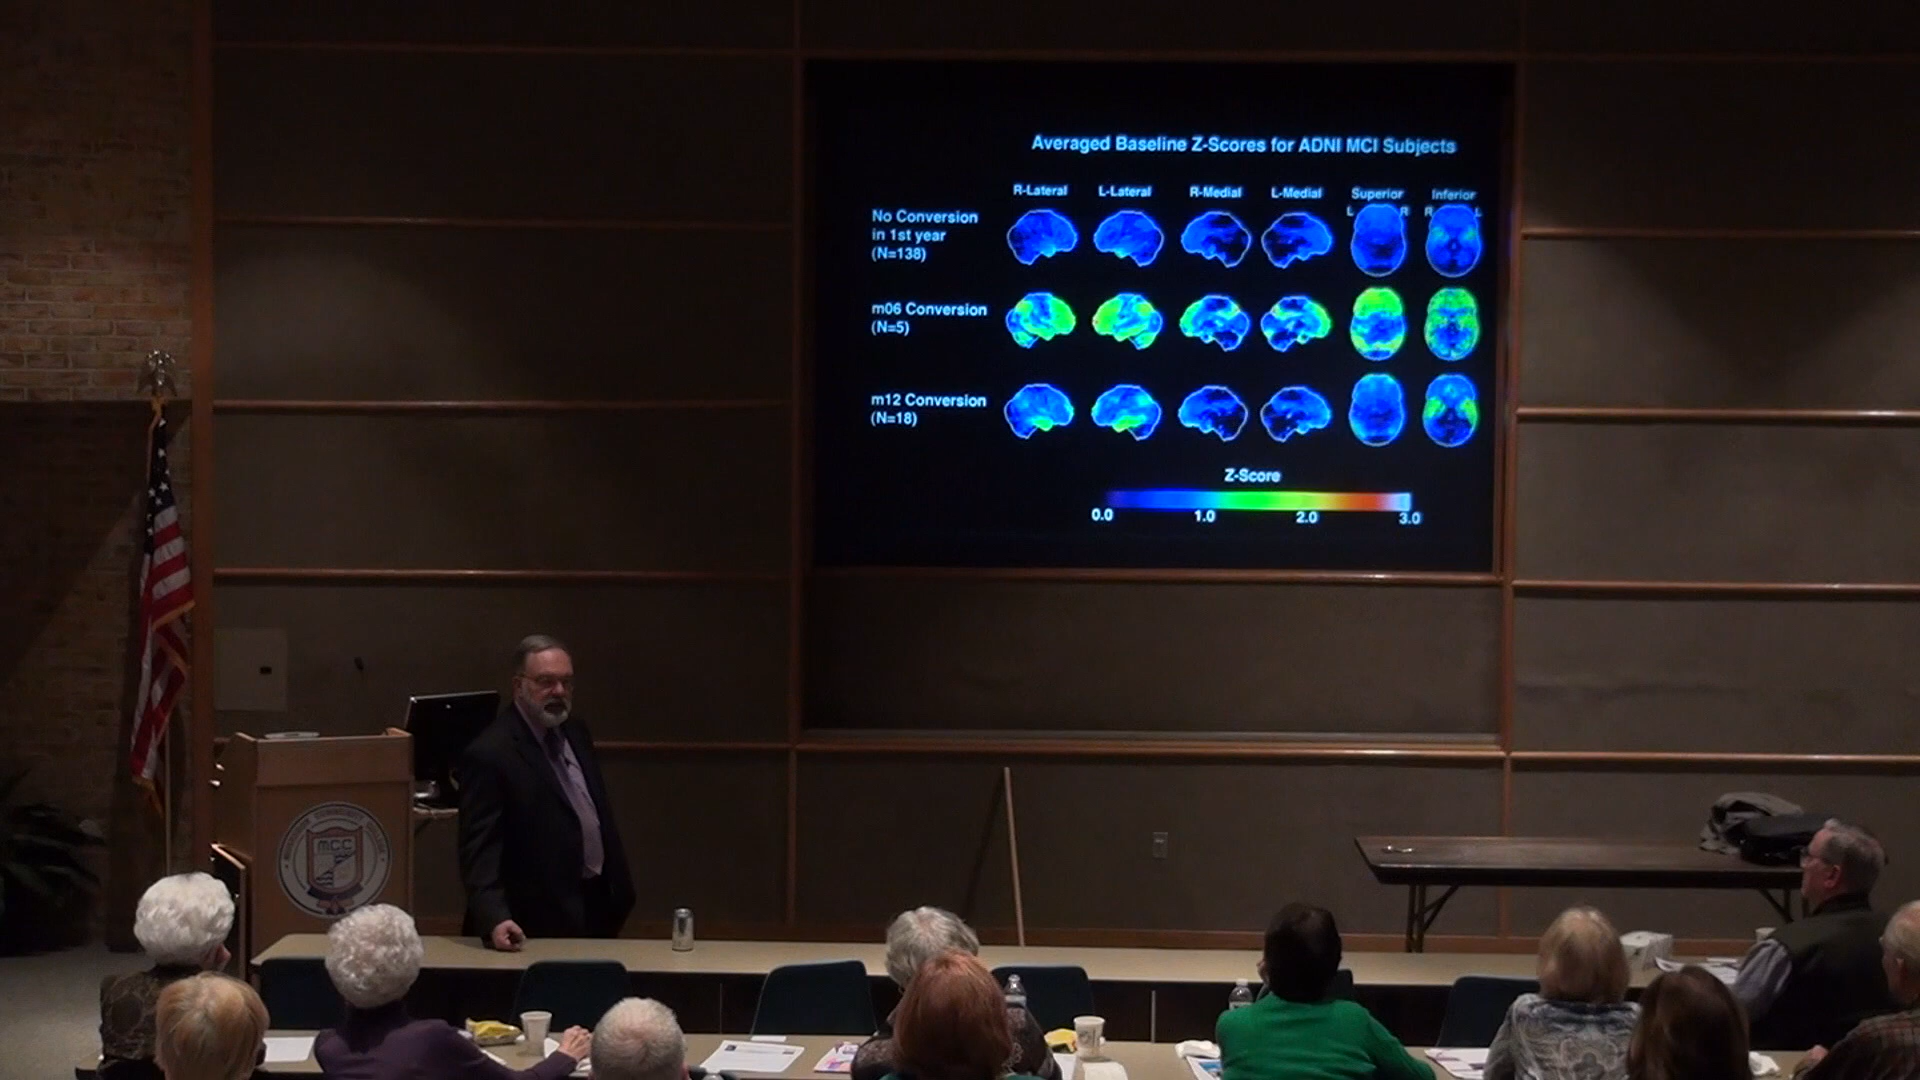 Averaged Baseline Z-Scores for ADNI MCI Subjects
R-Lateral L-Lateral R-Medial L-Medial Superior Inferior
L R R L
No Conversion
in 1st year
(N=138)
m06 Conversion
(N=5)
m12 Conversion
(N=18)
Z-Score
0.0 1.0 2.0 3.0
MCC